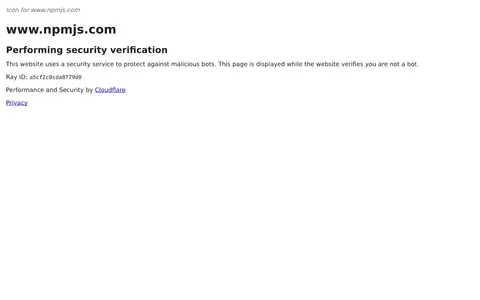 Icon for www.npmjs.com
www.npmjs.com
Performing security verification
This website uses a security service to protect against malicious bots. This page is displayed while the website verifies you are not a bot.
Ray ID: a5cf2c0cda8779d0
Performance and Security by Cloudflare
Privacy